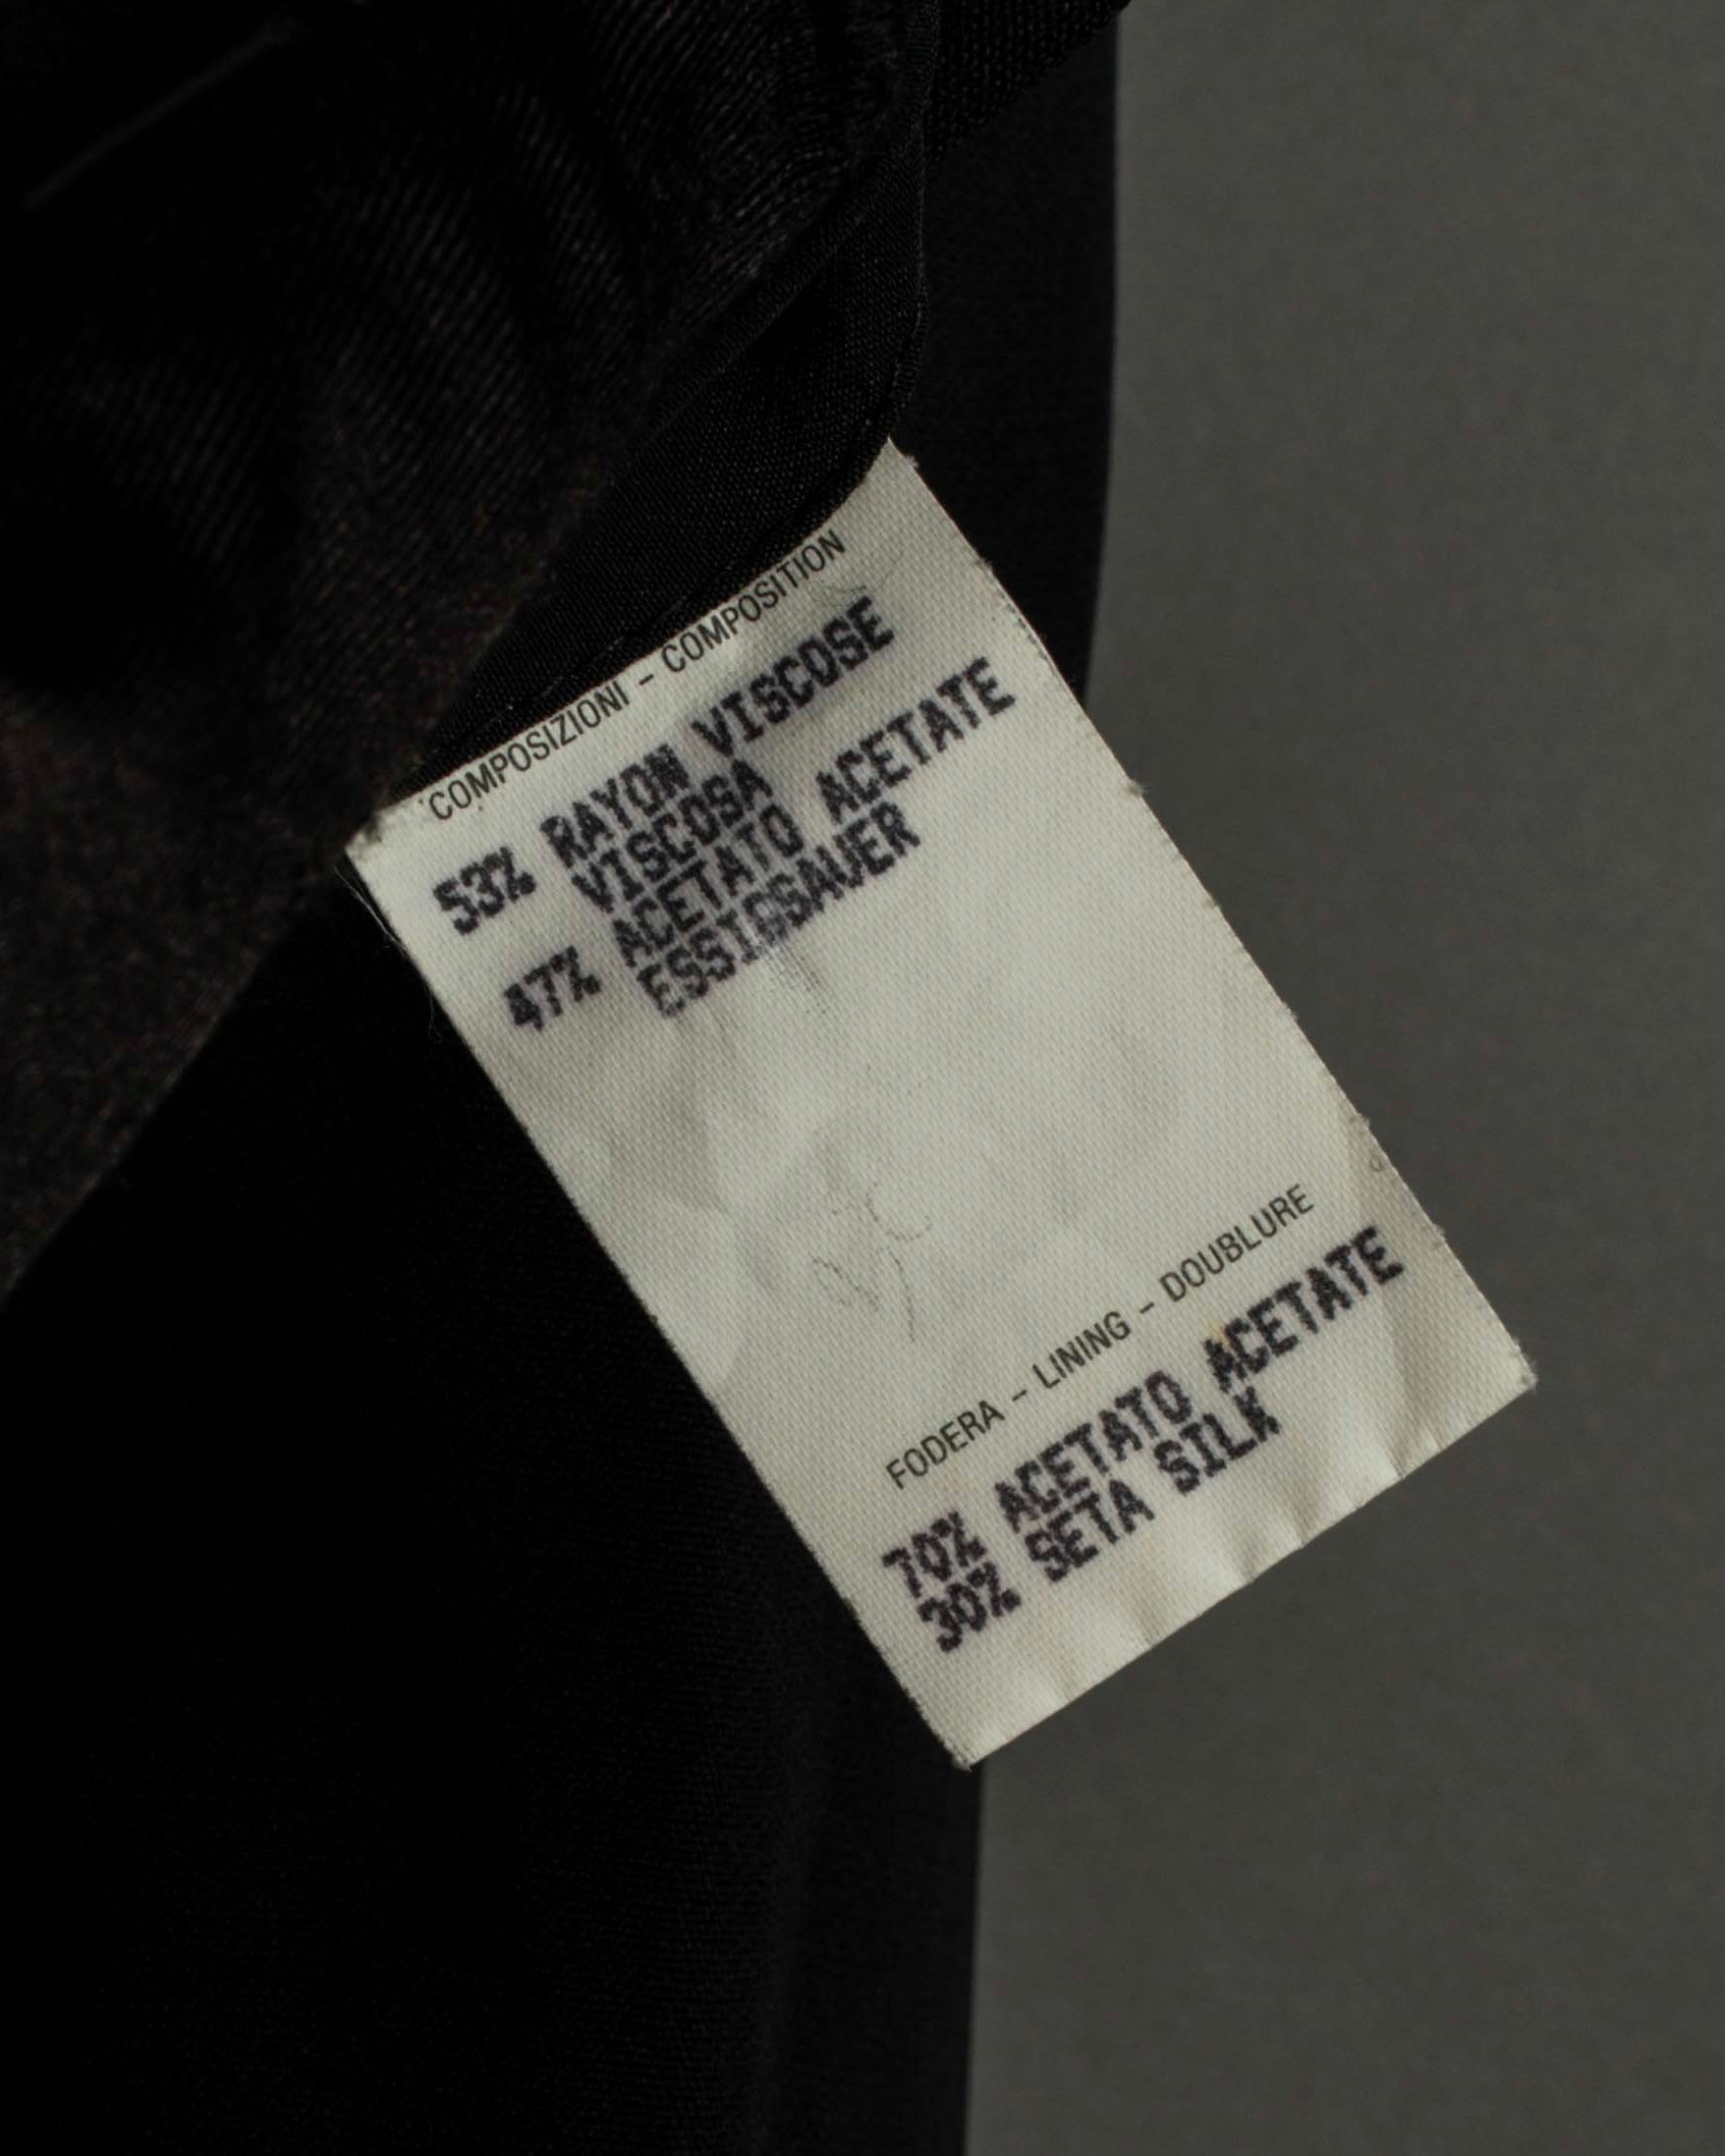 COMPOSIZIONI - COMPOSITION
53% RAYON VISCOSE
VISCOSA
47% ACETATO ACETATE
ESSIGSAUER
FODERA - LINING - DOUBLURE
70% ACETATO ACETATE
30% SETA SILK